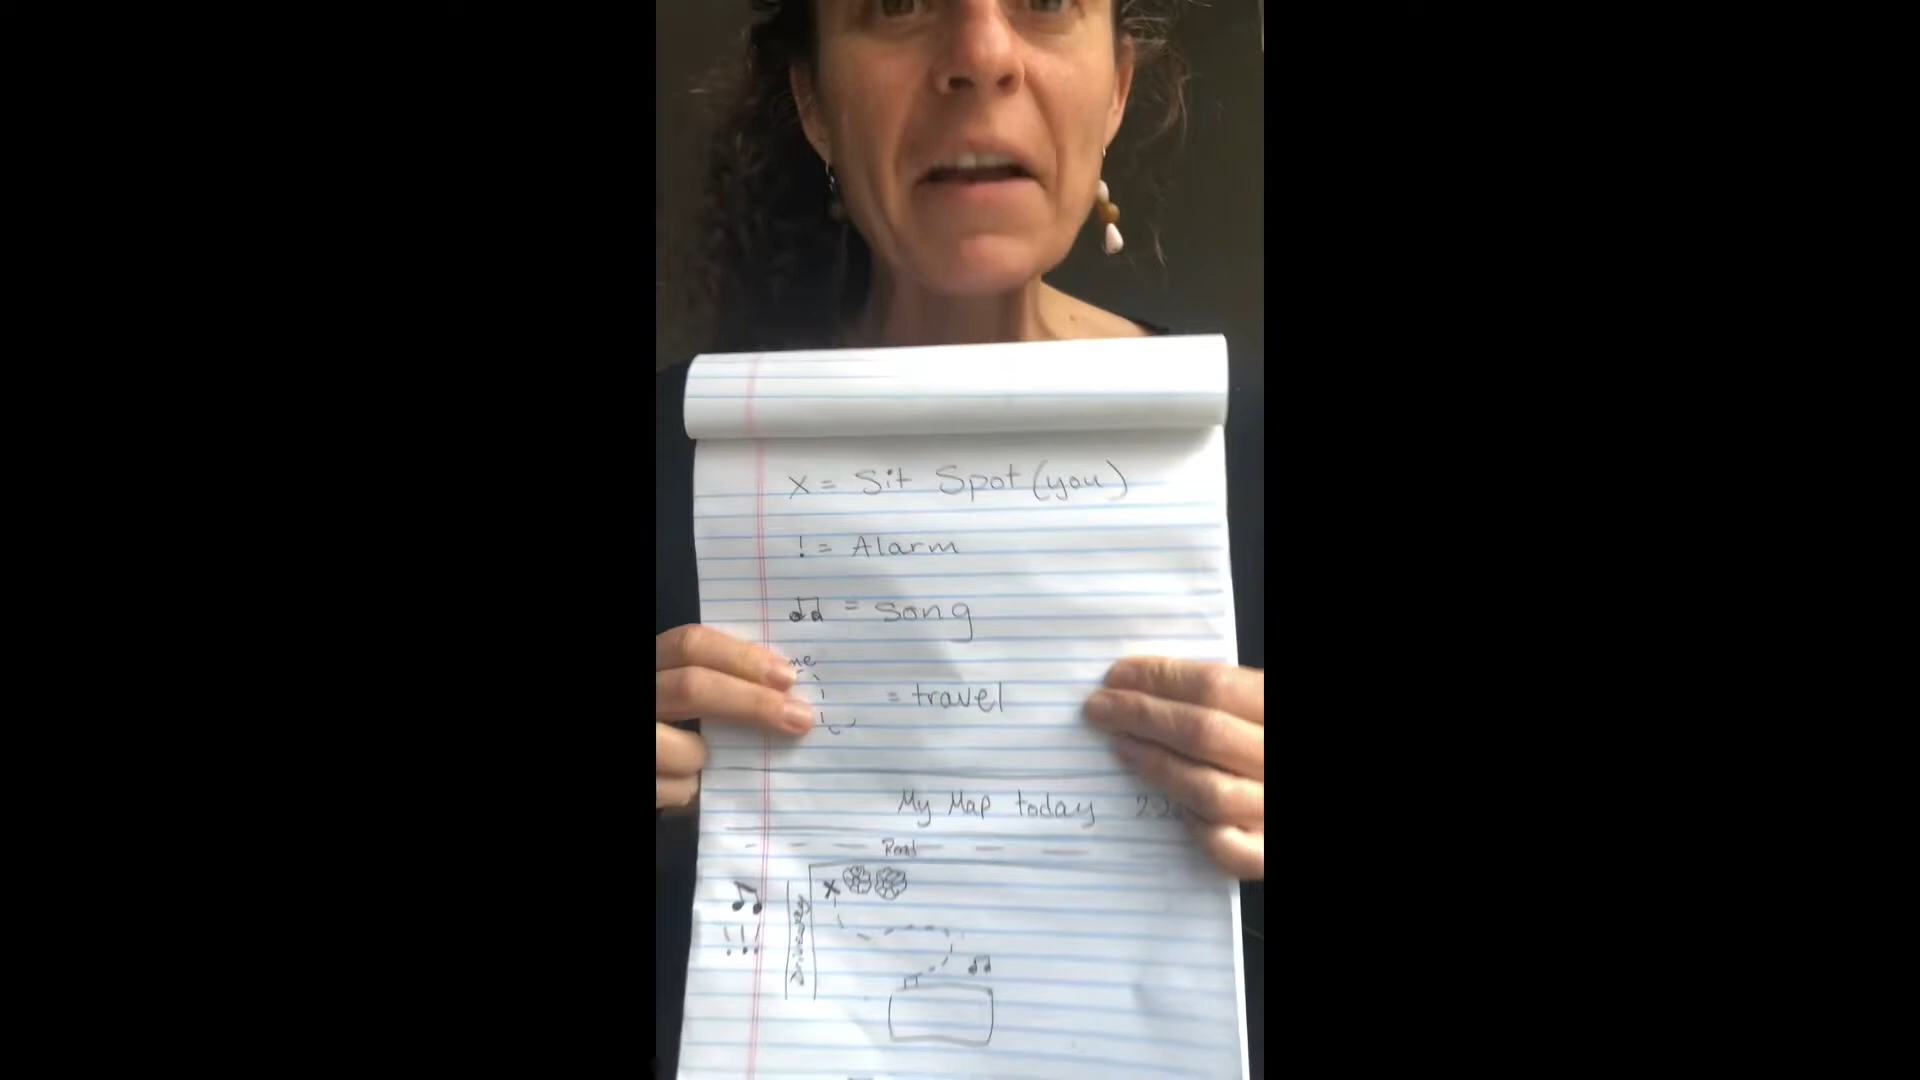 X = Sit Spot (you)
! = Alarm
♫ = song
me
= travel
My Map today
Road
X
Driveway
♫
!!!
♫